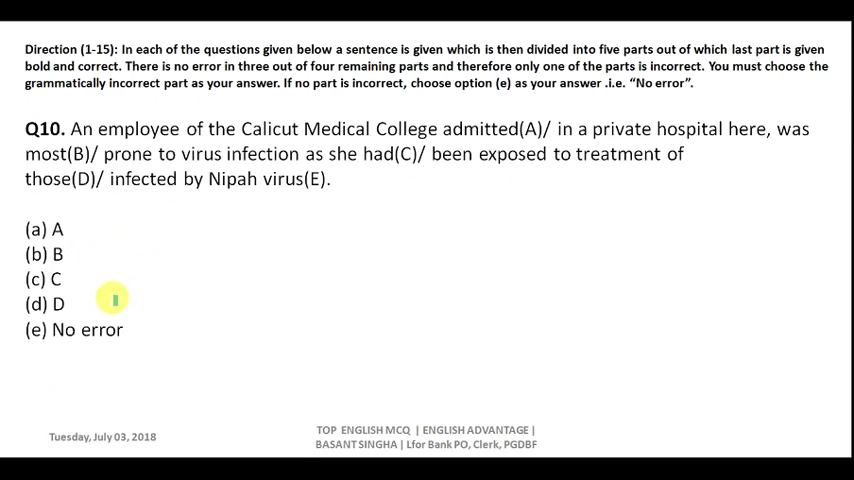 Direction (1-15): In each of the questions given below a sentence is given which is then divided into five parts out of which last part is given
bold and correct. There is no error in three out of four remaining parts and therefore only one of the parts is incorrect. You must choose the
grammatically incorrect part as your answer. If no part is incorrect, choose option (e) as your answer .i.e. “No error”.
Q10. An employee of the Calicut Medical College admitted(A)/ in a private hospital here, was
most(B)/ prone to virus infection as she had(C)/ been exposed to treatment of
those(D)/ infected by Nipah virus(E).
(a) A
(b) B
(c) C
(d) D
(e) No error
Tuesday, July 03, 2018
TOP ENGLISH MCQ | ENGLISH ADVANTAGE |
BASANT SINGHA | Lfor Bank PO, Clerk, PGDBF